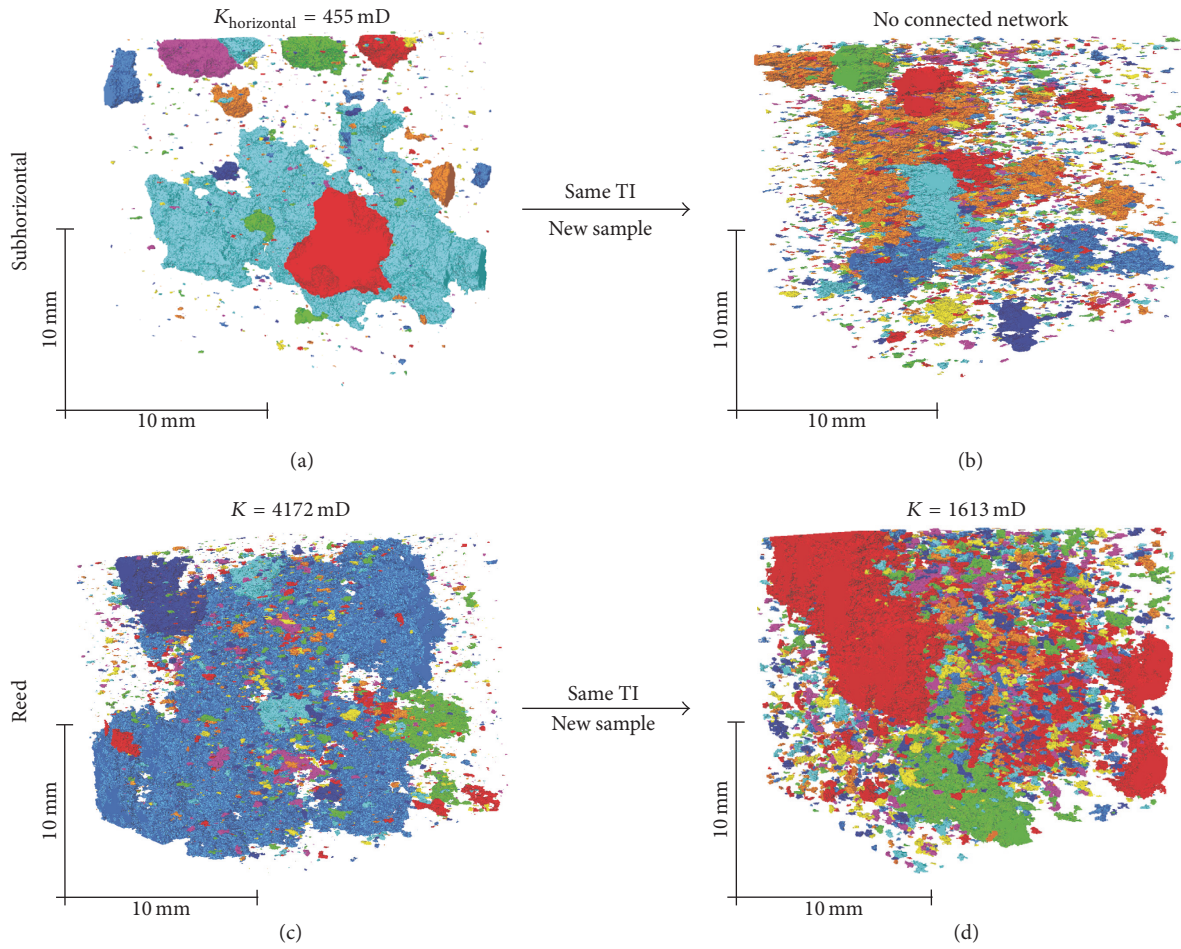 K_horizontal = 455 mD
No connected network
Subhorizontal
10 mm
10 mm
Same TI
New sample
10 mm
10 mm
(a)
(b)
K = 4172 mD
K = 1613 mD
Reed
10 mm
10 mm
Same TI
New sample
10 mm
10 mm
(c)
(d)